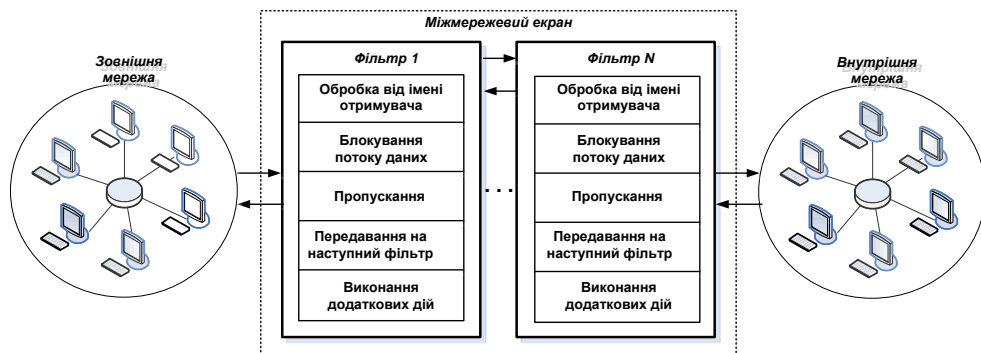 Міжмережевий екран
Зовнішня
мережа
Фільтр 1
Обробка від імені
отримувача
Блокування
потоку даних
Пропускання
Передавання на
наступний фільтр
Виконання
додаткових дій
. . .
Фільтр N
Обробка від імені
отримувача
Блокування
потоку даних
Пропускання
Передавання на
наступний фільтр
Виконання
додаткових дій
Внутрішня
мережа